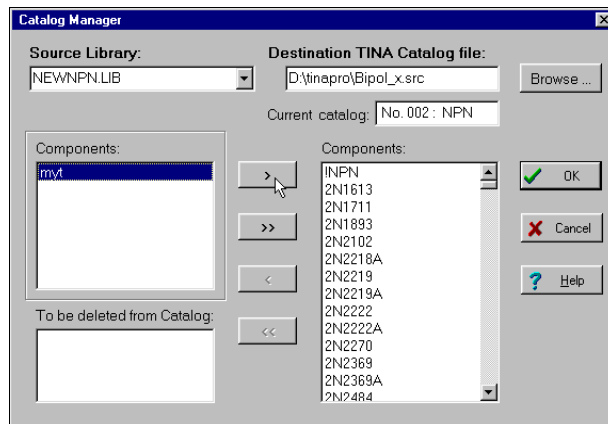 Catalog Manager
Source Library:
NEWNPN.LIB
Destination TINA Catalog file:
D:\tinapro\Bipol_x.src
Browse ...
Current catalog:
No. 002 : NPN
Components:
myt
>
>>
<
<<
To be deleted from Catalog:
Components:
!NPN
2N1613
2N1711
2N1893
2N2102
2N2218A
2N2219
2N2219A
2N2222
2N2222A
2N2270
2N2369
2N2369A
2N2484
OK
Cancel
? Help